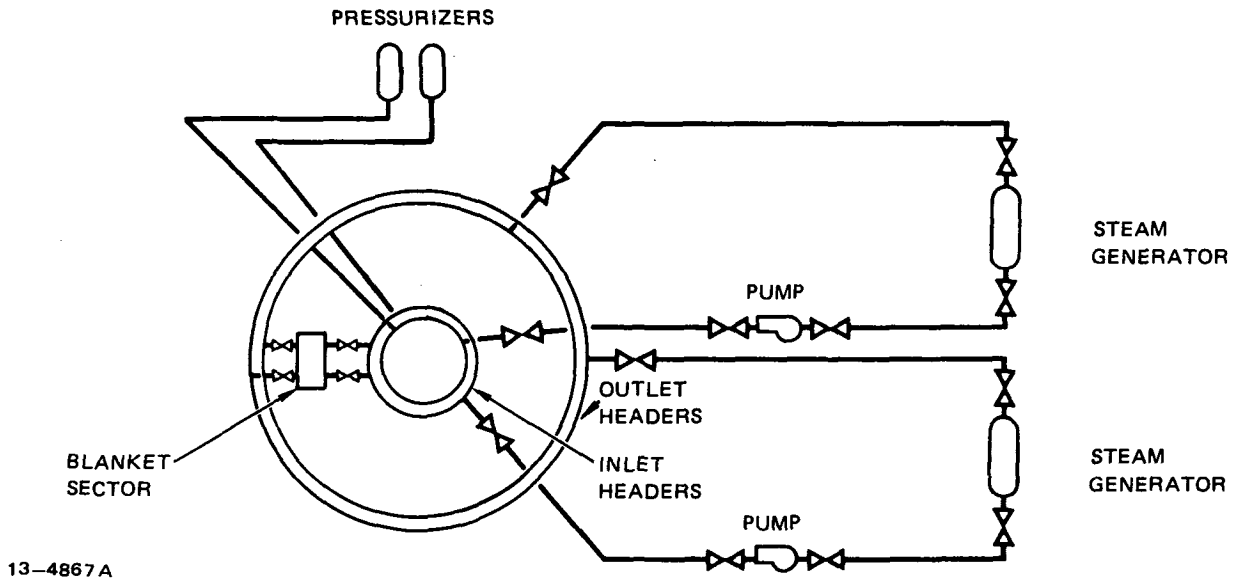 PRESSURIZERS
STEAM
GENERATOR
PUMP
OUTLET
HEADERS
BLANKET
SECTOR
INLET
HEADERS
STEAM
GENERATOR
PUMP
13-4867A